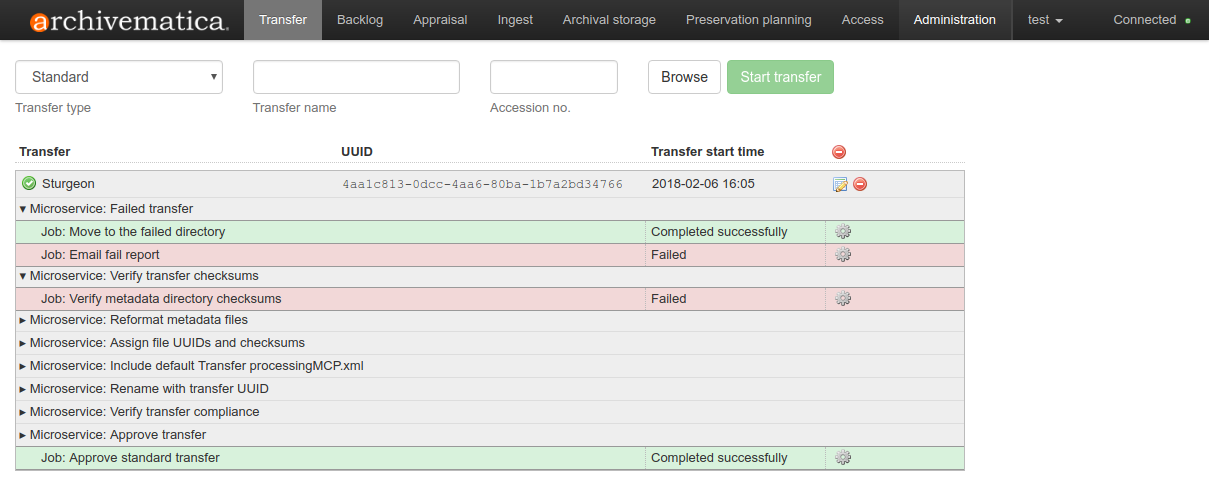 archivematica. Transfer Backlog Appraisal Ingest Archival storage Preservation planning Access Administration test Connected
Standard Browse Start transfer
Transfer type Transfer name Accession no.
Transfer UUID Transfer start time
Sturgeon 4aa1c813-0dcc-4aa6-80ba-1b7a2bd34766 2018-02-06 16:05
Microservice: Failed transfer
Job: Move to the failed directory Completed successfully
Job: Email fail report Failed
Microservice: Verify transfer checksums
Job: Verify metadata directory checksums Failed
Microservice: Reformat metadata files
Microservice: Assign file UUIDs and checksums
Microservice: Include default Transfer processingMCP.xml
Microservice: Rename with transfer UUID
Microservice: Verify transfer compliance
Microservice: Approve transfer
Job: Approve standard transfer Completed successfully